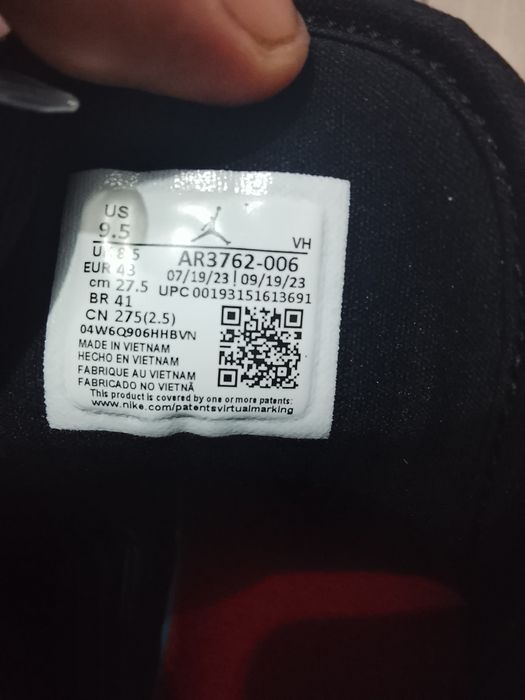 US
9.5
VH
UK 8.5
AR3762-006
EUR 43
07/19/23 | 09/19/23
cm 27.5
UPC 00193151613691
BR 41
CN 275(2.5)
04W6Q906HHBVN
MADE IN VIETNAM
HECHO EN VIETNAM
FABRIQUE AU VIETNAM
FABRICADO NO VIETNÃ
This product is covered by one or more patents:
www.nike.com/patentsvirtualmarking